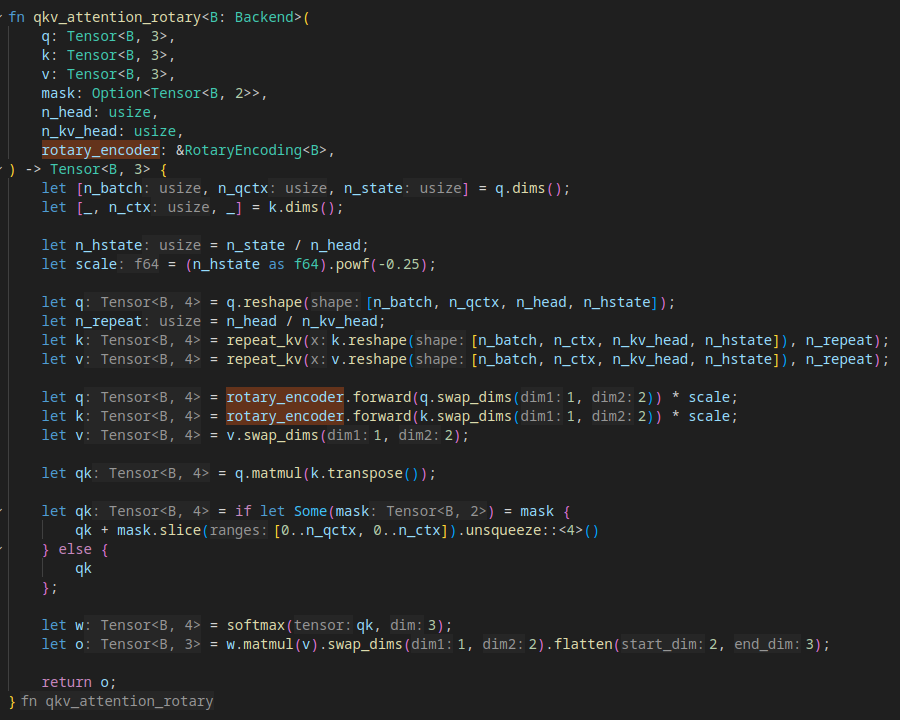 fn qkv_attention_rotary<B: Backend>(
    q: Tensor<B, 3>,
    k: Tensor<B, 3>,
    v: Tensor<B, 3>,
    mask: Option<Tensor<B, 2>>,
    n_head: usize,
    n_kv_head: usize,
    rotary_encoder: &RotaryEncoding<B>,
) -> Tensor<B, 3> {
    let [n_batch: usize, n_qctx: usize, n_state: usize] = q.dims();
    let [_, n_ctx: usize, _] = k.dims();

    let n_hstate: usize = n_state / n_head;
    let scale: f64 = (n_hstate as f64).powf(-0.25);

    let q: Tensor<B, 4> = q.reshape(shape: [n_batch, n_qctx, n_head, n_hstate]);
    let n_repeat: usize = n_head / n_kv_head;
    let k: Tensor<B, 4> = repeat_kv(x: k.reshape(shape: [n_batch, n_ctx, n_kv_head, n_hstate]), n_repeat);
    let v: Tensor<B, 4> = repeat_kv(x: v.reshape(shape: [n_batch, n_ctx, n_kv_head, n_hstate]), n_repeat);

    let q: Tensor<B, 4> = rotary_encoder.forward(q.swap_dims(dim1: 1, dim2: 2)) * scale;
    let k: Tensor<B, 4> = rotary_encoder.forward(k.swap_dims(dim1: 1, dim2: 2)) * scale;
    let v: Tensor<B, 4> = v.swap_dims(dim1: 1, dim2: 2);

    let qk: Tensor<B, 4> = q.matmul(k.transpose());

    let qk: Tensor<B, 4> = if let Some(mask: Tensor<B, 2>) = mask {
        qk + mask.slice(ranges: [0..n_qctx, 0..n_ctx]).unsqueeze::<4>()
    } else {
        qk
    };

    let w: Tensor<B, 4> = softmax(tensor: qk, dim: 3);
    let o: Tensor<B, 3> = w.matmul(v).swap_dims(dim1: 1, dim2: 2).flatten(start_dim: 2, end_dim: 3);

    return o;
} fn qkv_attention_rotary